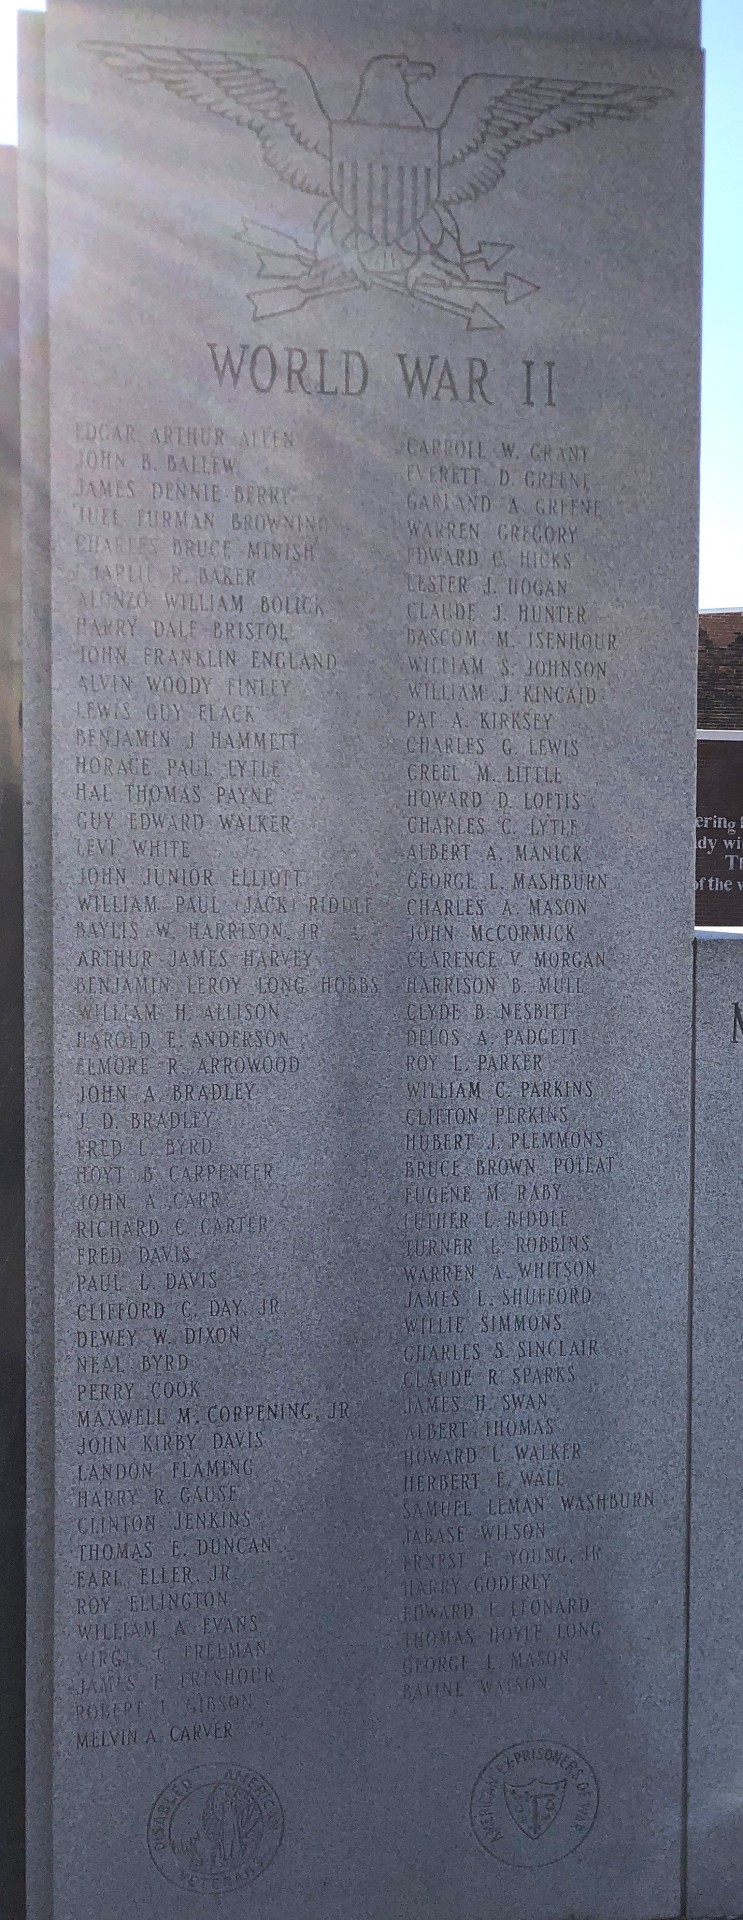 WORLD WAR II
EDGAR ARTHUR ALLEN
JOHN B. BALLEW
JAMES DENNIE BERRY
JUEL FURMAN BROWNING
CHARLES BRUCE MINISH
CHARLIE R. BAKER
ALONZO WILLIAM BOLICK
HARRY DALE BRISTOL
JOHN FRANKLIN ENGLAND
ALVIN WOODY FINLEY
LEWIS GUY FLACK
BENJAMIN J HAMMETT
HORACE PAUL LYTLE
HAL THOMAS PAYNE
GUY EDWARD WALKER
LEVI WHITE
JOHN JUNIOR ELLIOTT
WILLIAM PAUL (JACK) RIDDLE
BAYLIS W. HARRISON, JR
ARTHUR JAMES HARVEY
BENJAMIN LEROY LONG HOBBS
WILLIAM H. ALLISON
HAROLD E. ANDERSON
ELMORE R. ARROWOOD
JOHN A. BRADLEY
J. D. BRADLEY
FRED L. BYRD
HOYT B CARPENTER
JOHN A. CARR
RICHARD C CARTER
FRED DAVIS
PAUL L. DAVIS
CLIFFORD C. DAY, JR
DEWEY W. DIXON
NEAL BYRD
PERRY COOK
MAXWELL M. CORPENING, JR
JOHN KIRBY DAVIS
LANDON FLAMING
HARRY R. GAUSE
CLINTON JENKINS
THOMAS E. DUNCAN
EARL ELLER, JR
ROY ELLINGTON
WILLIAM A. EVANS
VIRGIL C. FREEMAN
JAMES E. FRESHOUR
ROBERT L. GIBSON
MELVIN A. CARVER
CARROLL W. GRANT
EVERETT D. GREENE
GARLAND A. GREENE
WARREN GREGORY
EDWARD C. HICKS
LESTER J. HOGAN
CLAUDE J. HUNTER
BASCOM M. ISENHOUR
WILLIAM S. JOHNSON
WILLIAM J. KINCAID
PAT A. KIRKSEY
CHARLES G. LEWIS
CREEL M. LITTLE
HOWARD D. LOFTIS
CHARLES C. LYTLE
ALBERT A. MANICK
GEORGE L. MASHBURN
CHARLES A. MASON
JOHN McCORMICK
CLARENCE V. MORGAN
HARRISON B. MULL
CLYDE B. NESBITT
DELOS A. PADGETT
ROY L. PARKER
WILLIAM C. PARKINS
CLIFTON PERKINS
HUBERT J. PLEMMONS
BRUCE BROWN POTEAT
EUGENE M. RABY
LUTHER L. RIDDLE
TURNER L. ROBBINS
WARREN A. WHITSON
JAMES L. SHUFFORD
WILLIE SIMMONS
CHARLES S. SINCLAIR
CLAUDE R. SPARKS
JAMES H. SWAN
ALBERT THOMAS
HOWARD L. WALKER
HERBERT E. WALL
SAMUEL LEMAN WASHBURN
JABASE WILSON
ERNEST E. YOUNG, JR
HARRY GODFREY
EDWARD F. LEONARD
THOMAS HOYLE LONG
GEORGE L. MASON
WATSON
DISABLED AMERICAN VETERANS
AMERICAN EX-PRISONERS OF WAR
of the